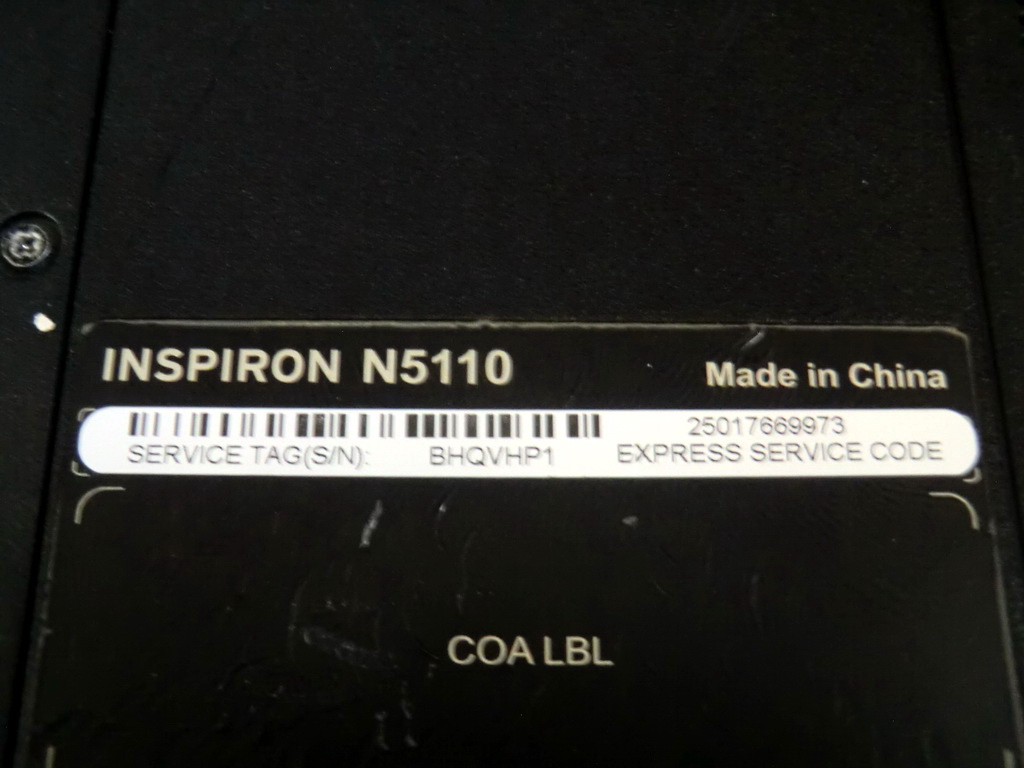 INSPIRON N5110 Made in China
25017669973
SERVICE TAG(S/N): BHQVHP1 EXPRESS SERVICE CODE
COA LBL